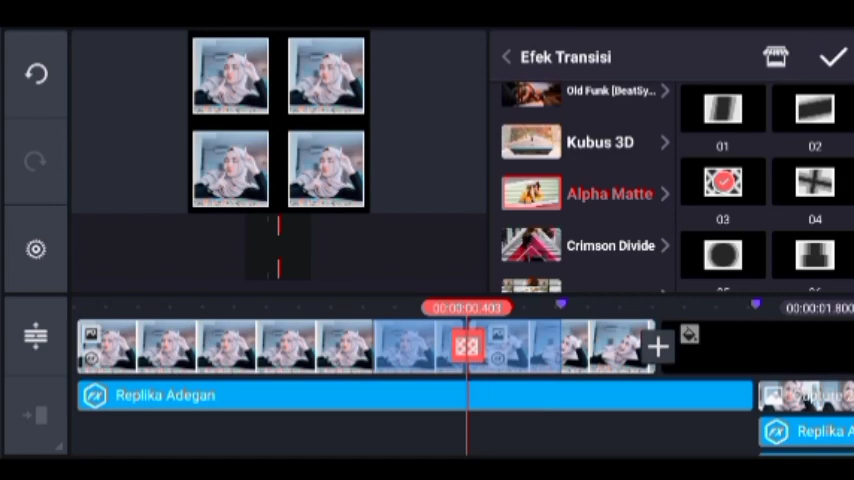 Efek Transisi
Old Funk [BeatSy...
Kubus 3D
Alpha Matte
Crimson Divide
01
02
03
04
00:00:00.403
00:00:01.800
Replika Adegan
Replika A